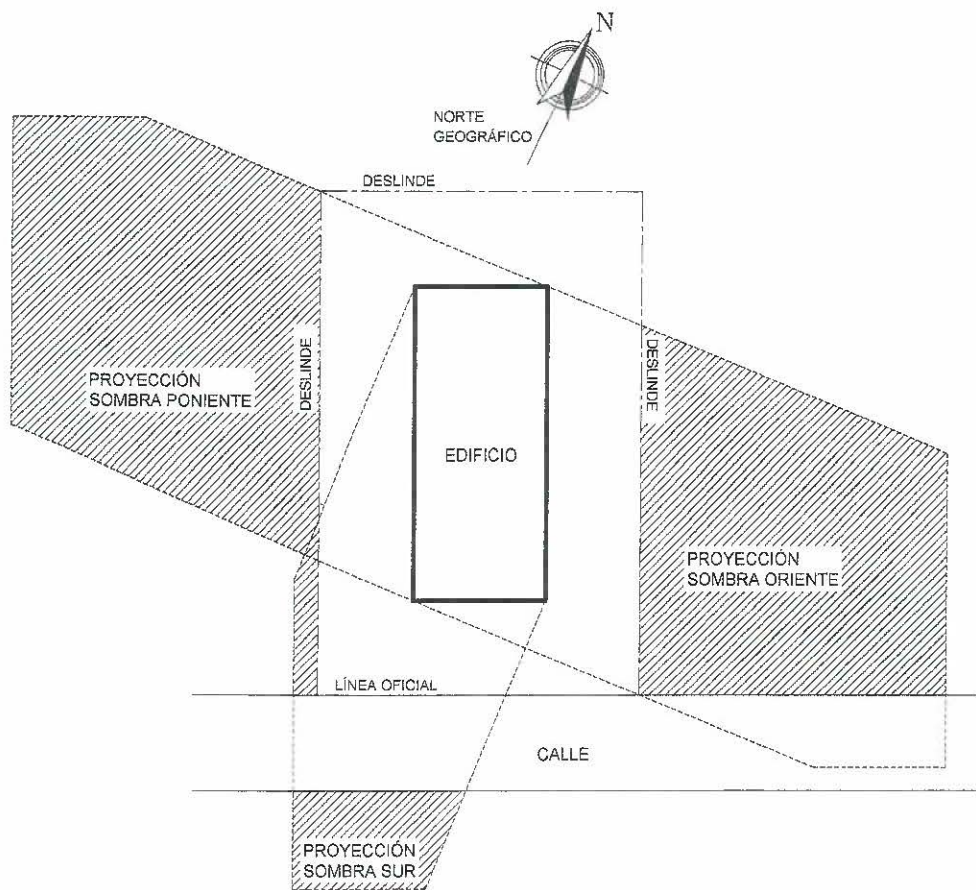 N
NORTE
GEOGRÁFICO
DESLINDE
DESLINDE
DESLINDE
PROYECCIÓN
SOMBRA PONIENTE
EDIFICIO
PROYECCIÓN
SOMBRA ORIENTE
LÍNEA OFICIAL
CALLE
PROYECCIÓN
SOMBRA SUR